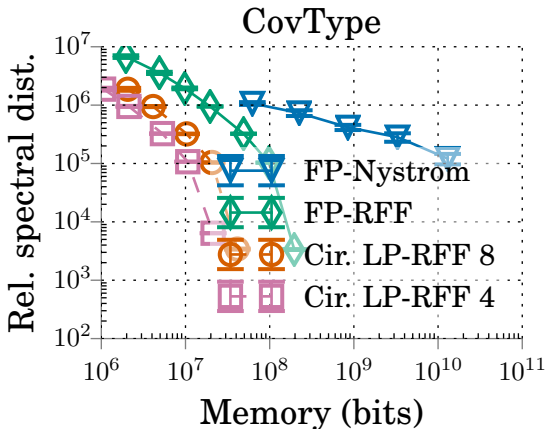 CovType
Rel. spectral dist.
10^7
10^6
10^5
10^4
10^3
10^2
FP-Nystrom
FP-RFF
Cir. LP-RFF 8
Cir. LP-RFF 4
10^6 10^7 10^8 10^9 10^10 10^11
Memory (bits)